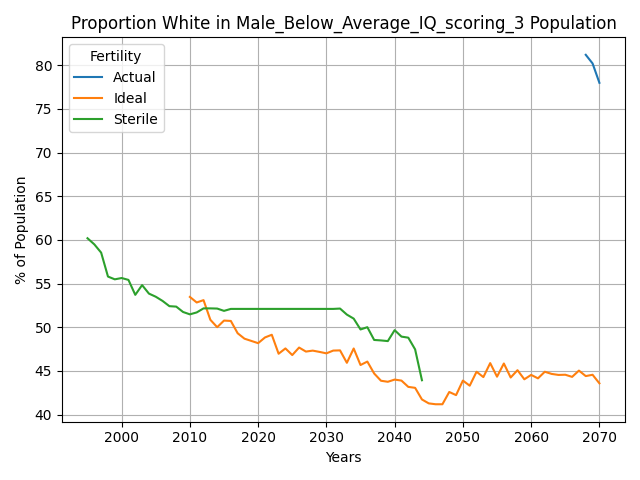 Proportion White in Male_Below_Average_IQ_scoring_3 Population
Fertility
Actual
Ideal
Sterile
% of Population
80
75
70
65
60
55
50
45
40
2000
2010
2020
2030
2040
2050
2060
2070
Years